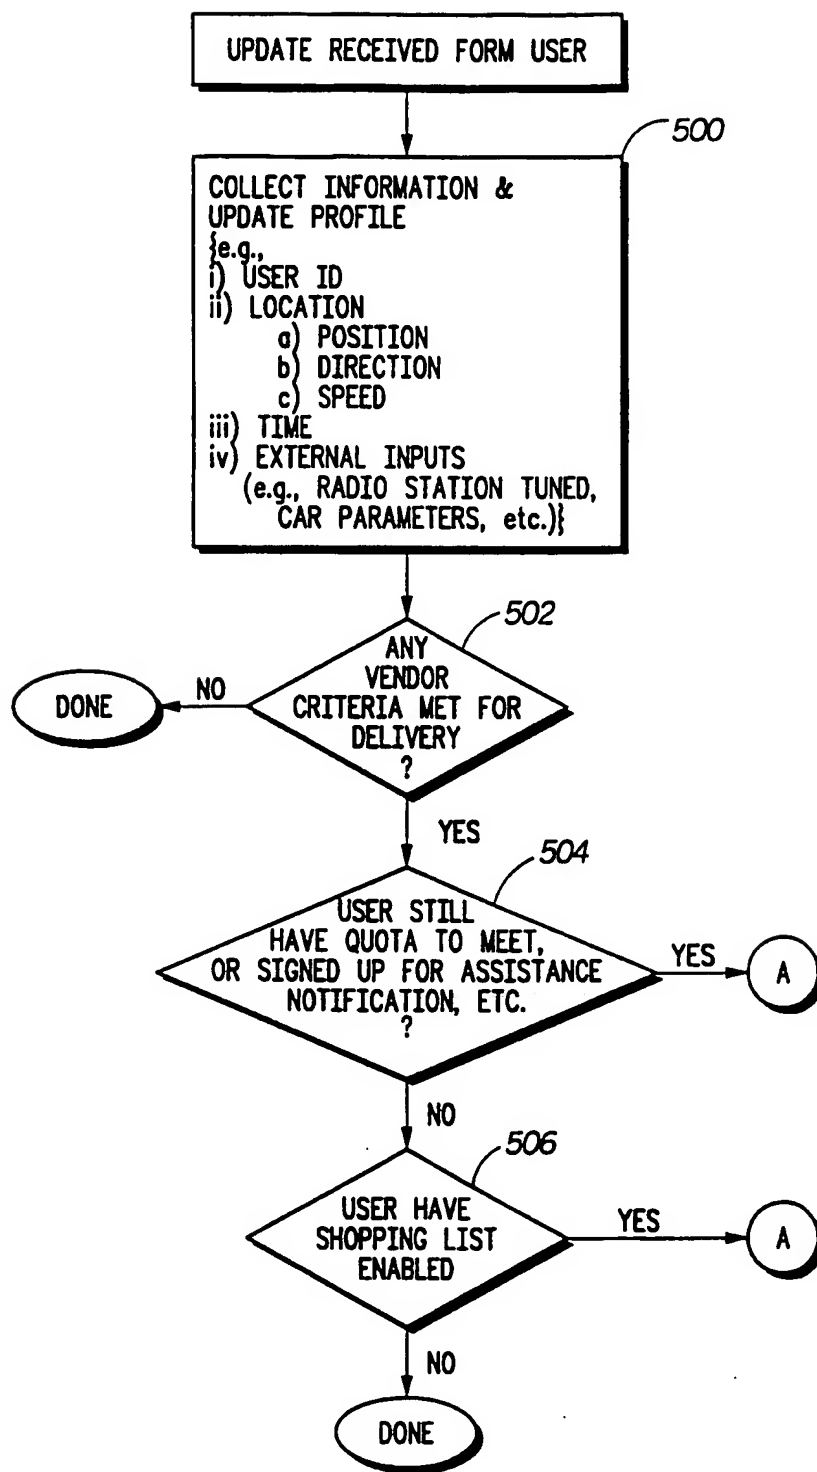 UPDATE RECEIVED FORM USER
500
COLLECT INFORMATION &
UPDATE PROFILE
{e.g.,
i) USER ID
ii) LOCATION
a) POSITION
b) DIRECTION
c) SPEED
iii) TIME
iv) EXTERNAL INPUTS
(e.g., RADIO STATION TUNED,
CAR PARAMETERS, etc.)}
502
ANY
VENDOR
CRITERIA MET FOR
DELIVERY
?
NO
DONE
YES
504
USER STILL
HAVE QUOTA TO MEET,
OR SIGNED UP FOR ASSISTANCE
NOTIFICATION, ETC.
?
YES
A
NO
506
USER HAVE
SHOPPING LIST
ENABLED
YES
A
NO
DONE